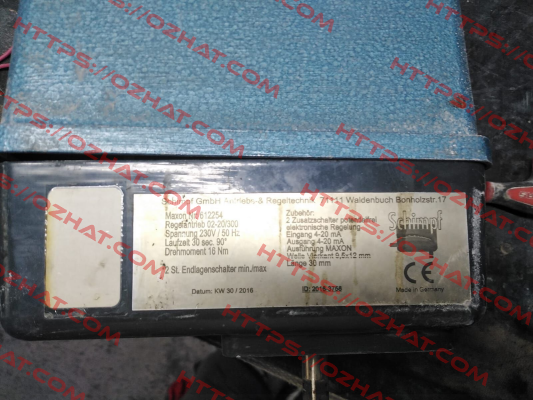 HTTPS://OZHAT.COM
Schimpf GmbH Antriebs- & Regeltechnik 71111 Waldenbuch Bonholzstr.17
Maxon Nr. 612254
Regelantrieb 02-20/300
Spannung 230V / 50 Hz
Laufzeit 30 sec. 90°
Drehmoment 16 Nm
2 St. Endlagenschalter min./max
Datum: KW 30 / 2016
Zubehör:
2 Zusatzschalter potentialfrei
elektronische Regelung
Eingang 4-20 mA
Ausgang 4-20 mA
Ausführung MAXON
Welle Vierkant 9,5x12 mm
Länge 30 mm
Schimpf
CE
Made in Germany